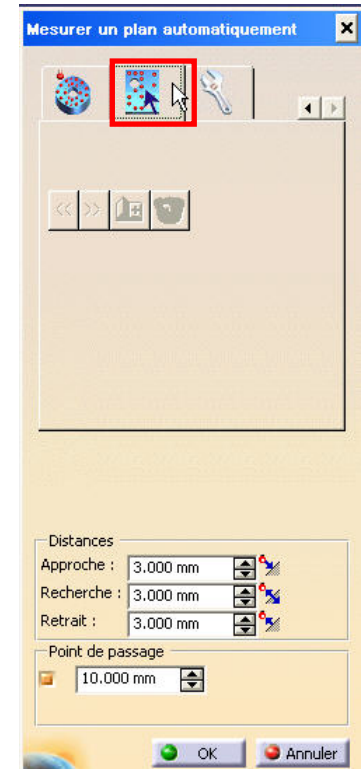 Mesurer un plan automatiquement
<< >>
Distances
Approche : 3.000 mm
Recherche : 3.000 mm
Retrait : 3.000 mm
Point de passage
10.000 mm
OK Annuler